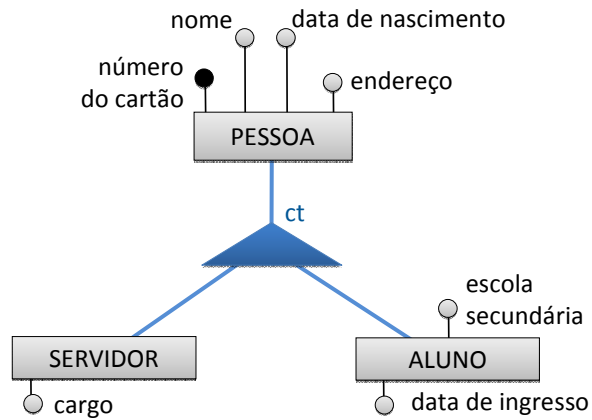 nome
data de nascimento
número
do cartão
endereço
PESSOA
ct
escola
secundária
SERVIDOR
ALUNO
cargo
data de ingresso